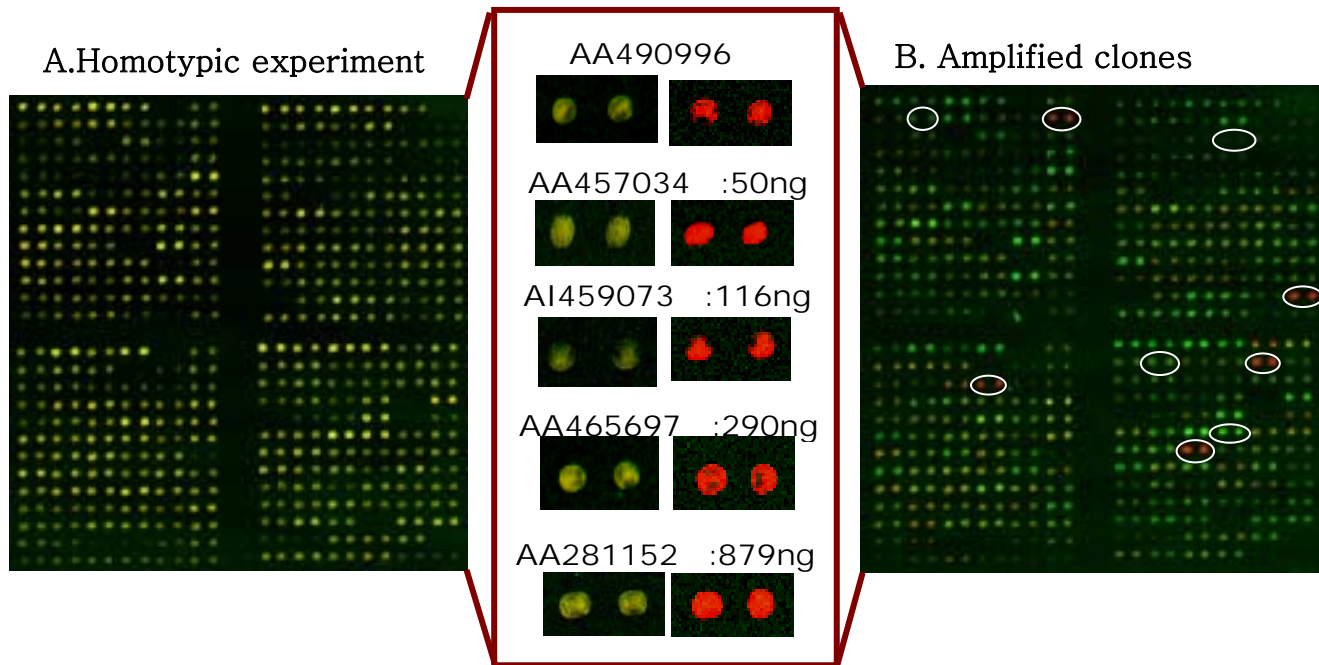 A.Homotypic experiment
AA490996
AA457034 :50ng
AI459073 :116ng
AA465697 :290ng
AA281152 :879ng
B. Amplified clones